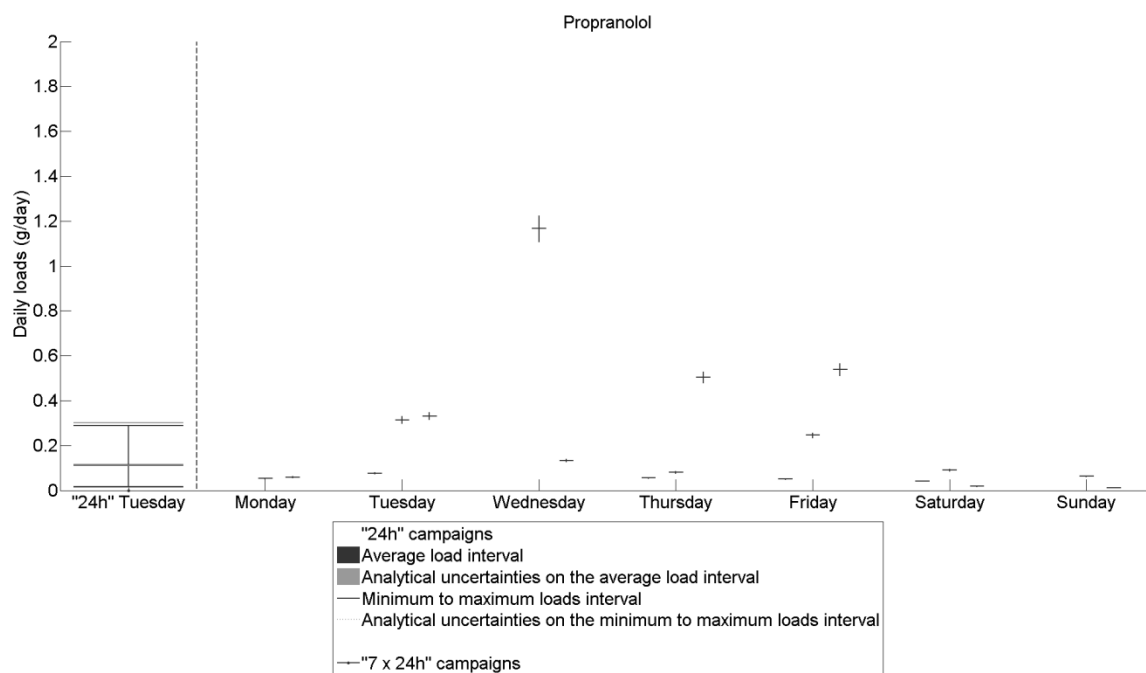 Propranolol
Daily loads (g/day)
2
1.8
1.6
1.4
1.2
1
0.8
0.6
0.4
0.2
0
"24h" Tuesday
Monday
Tuesday
Wednesday
Thursday
Friday
Saturday
Sunday
"24h" campaigns
Average load interval
Analytical uncertainties on the average load interval
Minimum to maximum loads interval
Analytical uncertainties on the minimum to maximum loads interval
"7 x 24h" campaigns